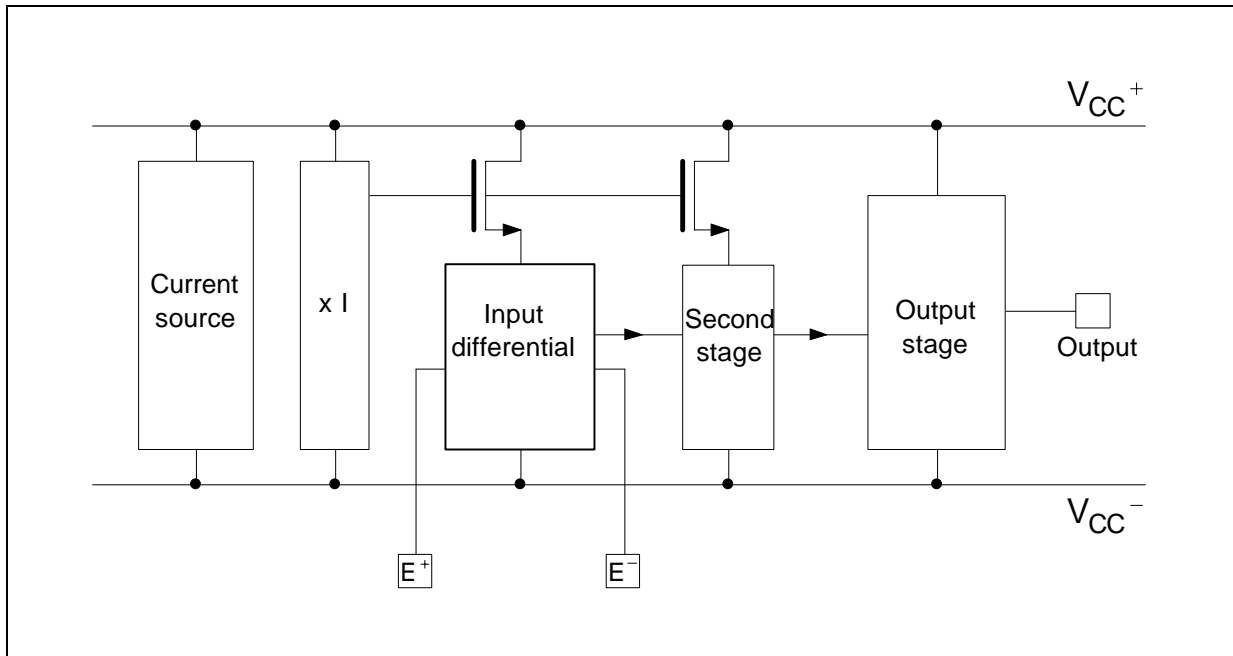 VCC+
Current
source
x I
Input
differential
Second
stage
Output
stage
Output
VCC−
E+
E−